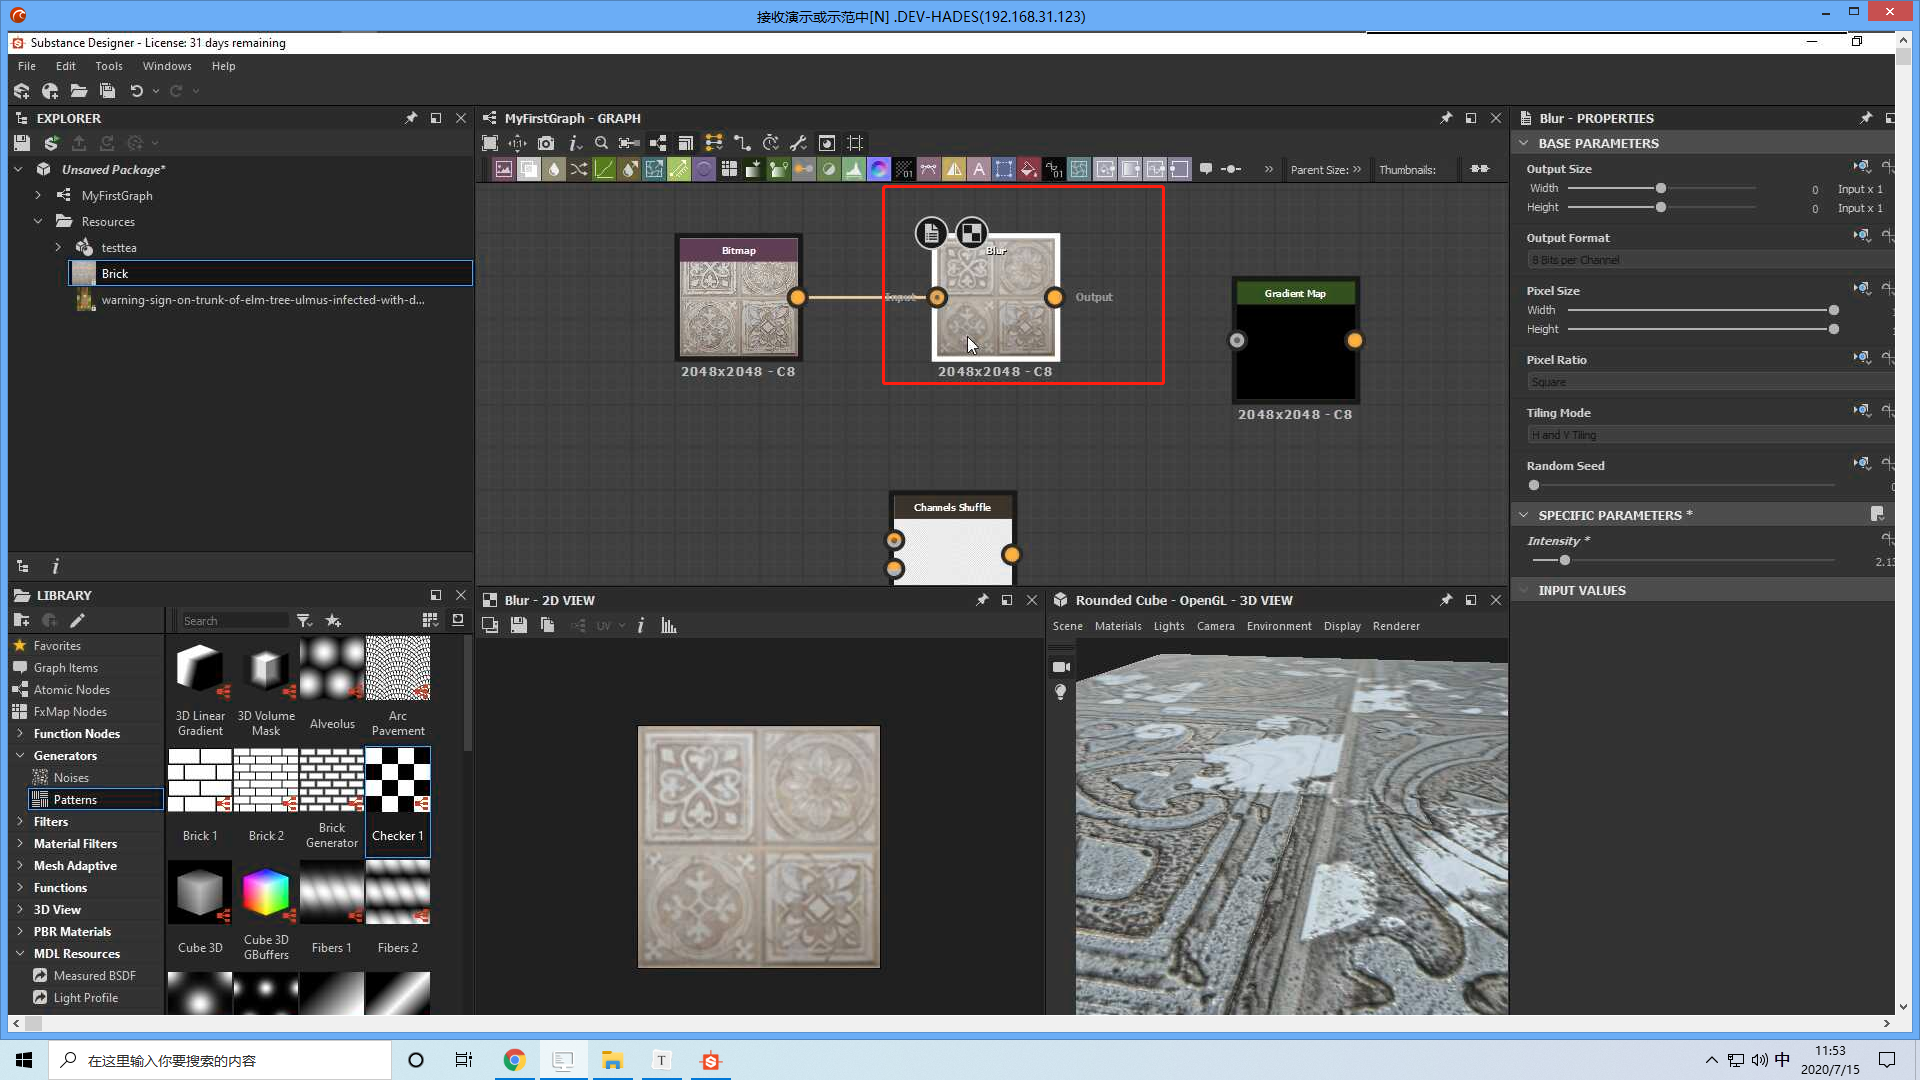 接收演示或示范中[N] .DEV-HADES(192.168.31.123)
Substance Designer - License: 31 days remaining
File Edit Tools Windows Help
EXPLORER
Unsaved Package*
MyFirstGraph
Resources
testtea
Brick
warning-sign-on-trunk-of-elm-tree-ulmus-infected-with-d...
MyFirstGraph - GRAPH
Parent Size: »
Thumbnails:
Bitmap
2048x2048 - C8
Blur
Input
Output
2048x2048 - C8
Gradient Map
2048x2048 - C8
Channels Shuffle
Blur - PROPERTIES
BASE PARAMETERS
Output Size
Width 0 Input x 1
Height 0 Input x 1
Output Format
8 Bits per Channel
Pixel Size
Width
Height
Pixel Ratio
Square
Tiling Mode
H and V Tiling
Random Seed
SPECIFIC PARAMETERS *
Intensity *
2.13
INPUT VALUES
LIBRARY
Search
Favorites
Graph Items
Atomic Nodes
FxMap Nodes
Function Nodes
Generators
Noises
Patterns
Filters
Material Filters
Mesh Adaptive
Functions
3D View
PBR Materials
MDL Resources
Measured BSDF
Light Profile
3D Linear Gradient
3D Volume Mask
Alveolus
Arc Pavement
Brick 1
Brick 2
Brick Generator
Checker 1
Cube 3D
Cube 3D GBuffers
Fibers 1
Fibers 2
Blur - 2D VIEW
UV
Rounded Cube - OpenGL - 3D VIEW
Scene Materials Lights Camera Environment Display Renderer
在这里输入你要搜索的内容
中
11:53
2020/7/15